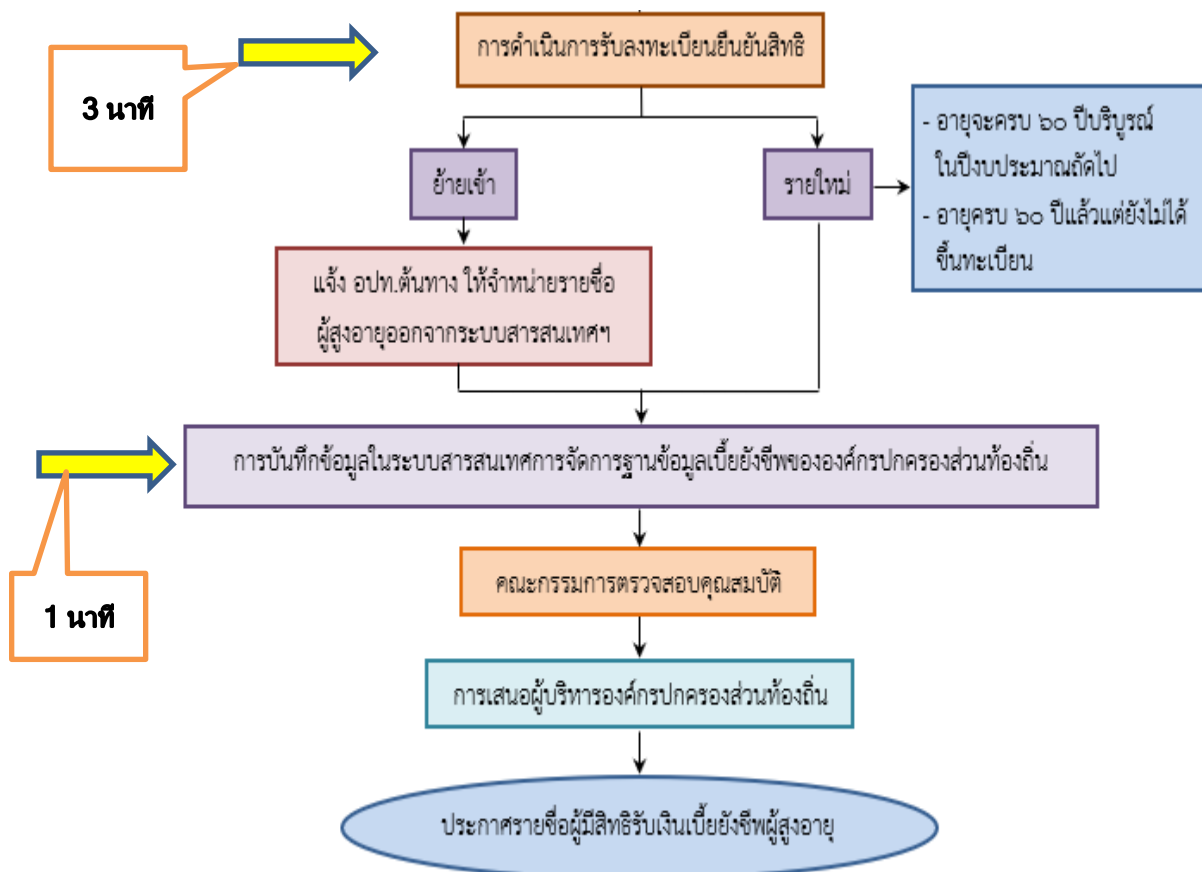 การดำเนินการรับลงทะเบียนยืนยันสิทธิ
3 นาที
- อายุจะครบ ๖๐ ปีบริบูรณ์
ในปีงบประมาณถัดไป
- อายุครบ ๖๐ ปีแล้วแต่ยังไม่ได้
ขึ้นทะเบียน
ย้ายเข้า
รายใหม่
แจ้ง อปท.ต้นทาง ให้จำหน่ายรายชื่อ
ผู้สูงอายุออกจากระบบสารสนเทศฯ
การบันทึกข้อมูลในระบบสารสนเทศการจัดการฐานข้อมูลเบี้ยยังชีพขององค์กรปกครองส่วนท้องถิ่น
1 นาที
คณะกรรมการตรวจสอบคุณสมบัติ
การเสนอผู้บริหารองค์กรปกครองส่วนท้องถิ่น
ประกาศรายชื่อผู้มีสิทธิรับเงินเบี้ยยังชีพผู้สูงอายุ